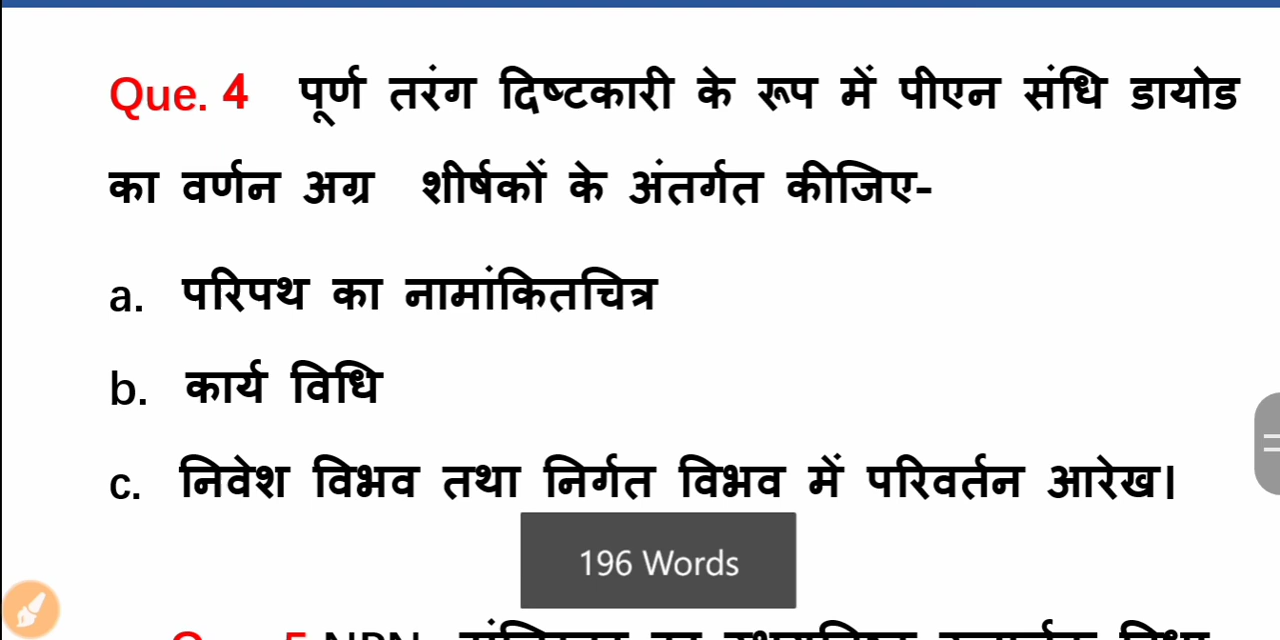 Que. 4 पूर्ण तरंग दिष्टकारी के रूप में पीएन संधि डायोड
का वर्णन अग्र शीर्षकों के अंतर्गत कीजिए-
a. परिपथ का नामांकितचित्र
b. कार्य विधि
c. निवेश विभव तथा निर्गत विभव में परिवर्तन आरेख।
196 Words